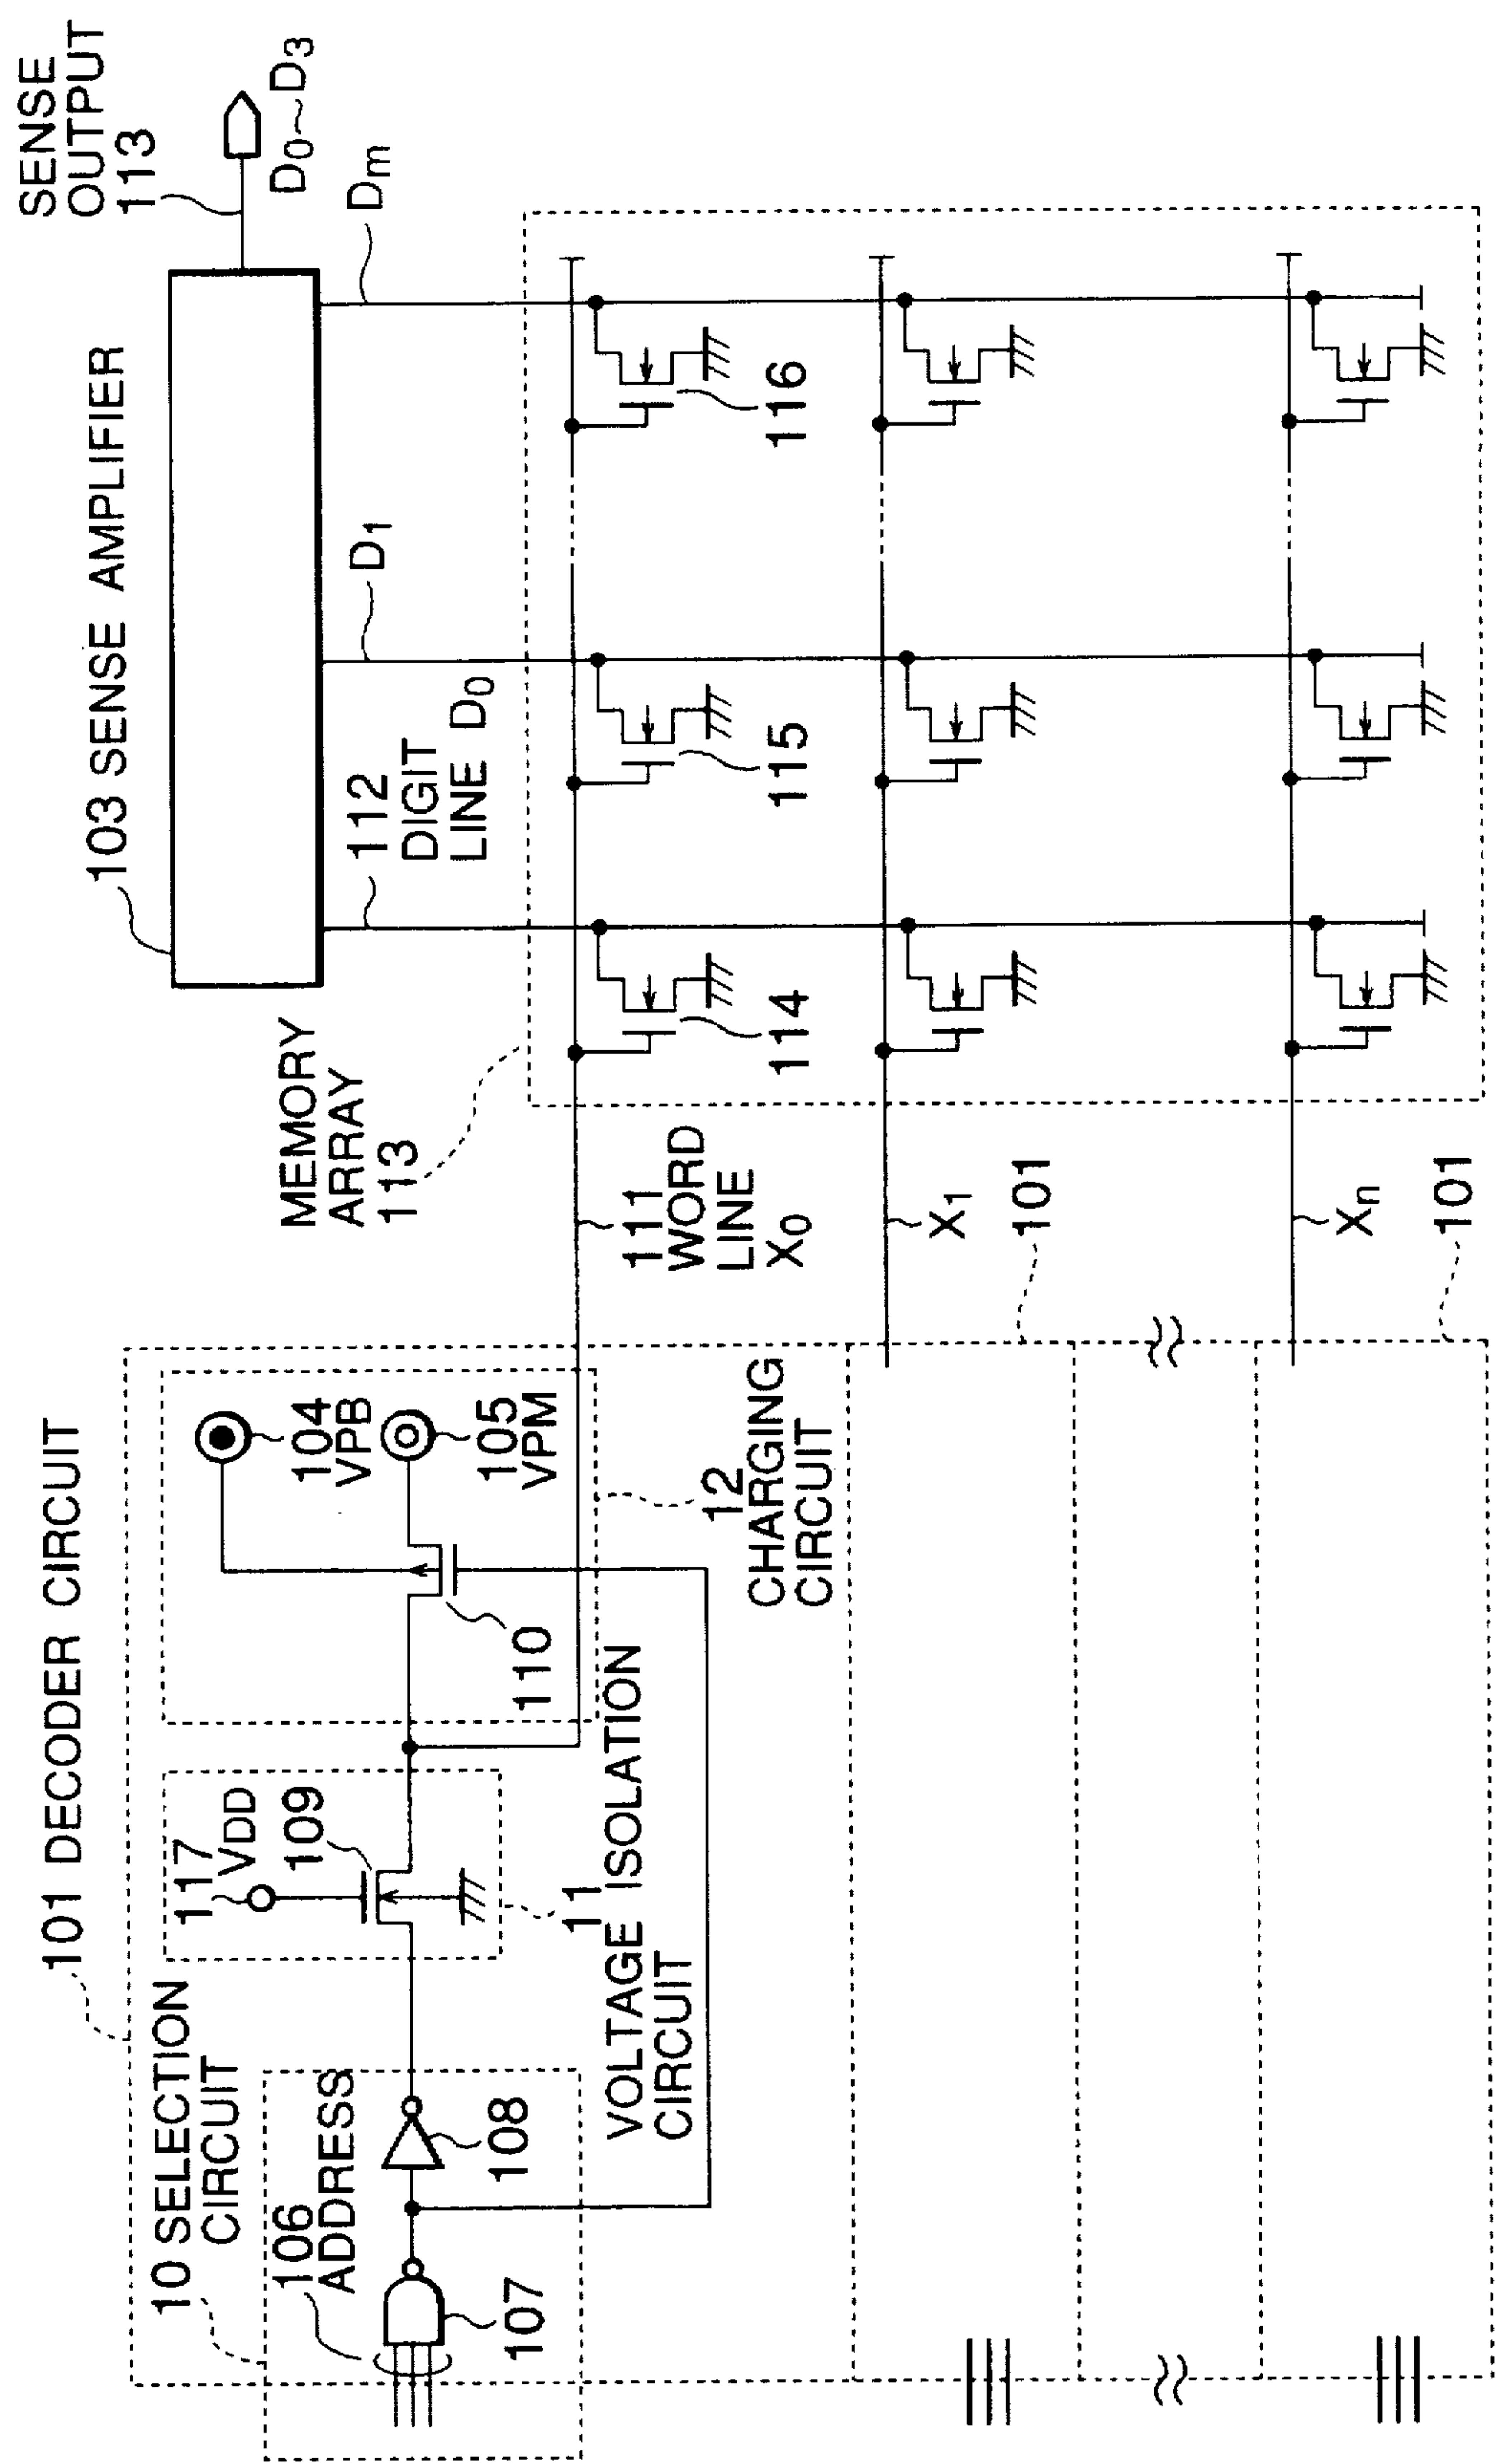 SENSE
OUTPUT
113
D0~D3
103 SENSE AMPLIFIER
Dm
D1
112
DIGIT
LINE D0
MEMORY
ARRAY
113
116
115
114
111
WORD
LINE
X0
X1
101
Xn
101
101 DECODER CIRCUIT
104
VPB
105
VPM
110
12
CHARGING
CIRCUIT
117
VDD
109
11
VOLTAGE ISOLATION
CIRCUIT
10 SELECTION
CIRCUIT
106
ADDRESS
108
107